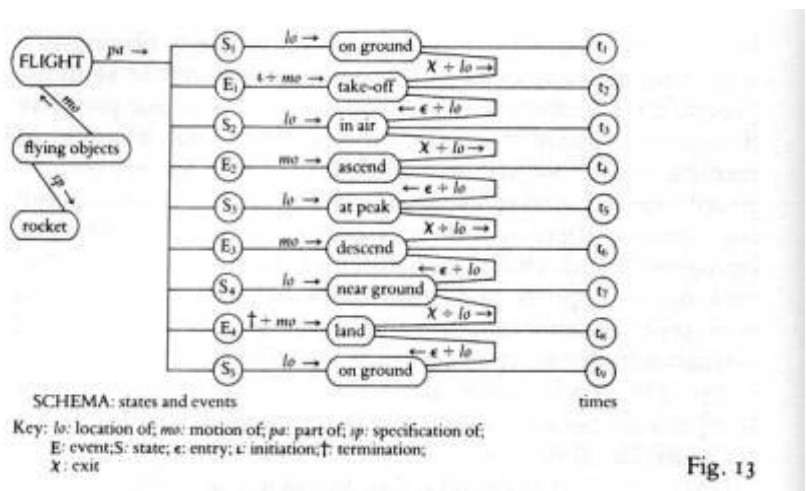 FLIGHT pa → S₁ lo → on ground t₁
χ + lo →
E₁ ι + mo → take-off t₂
← ϵ + lo
mo → S₂ lo → in air t₃
χ + lo →
flying objects E₂ mo → ascend t₄
← ϵ + lo
sp → S₃ lo → at peak t₅
rocket χ + lo →
E₃ mo → descend t₆
← ϵ + lo
S₄ lo → near ground t₇
χ + lo →
E₄ † + mo → land t₈
← ϵ + lo
S₅ lo → on ground t₉
SCHEMA: states and events times
Key: lo: location of; mo: motion of; pa: part of; sp: specification of;
E: event; S: state; ϵ: entry; ι: initiation; †: termination;
χ: exit
Fig. 13